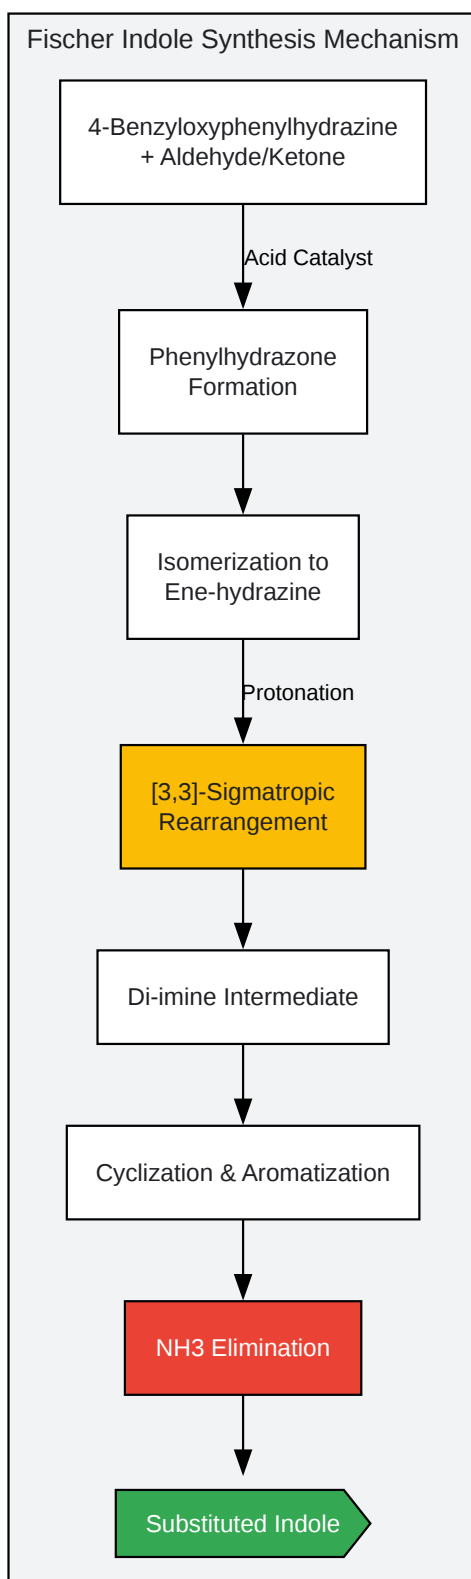 Fischer Indole Synthesis Mechanism
4-Benzyloxyphenylhydrazine
+ Aldehyde/Ketone
Acid Catalyst
Phenylhydrazone
Formation
Isomerization to
Ene-hydrazine
Protonation
[3,3]-Sigmatropic
Rearrangement
Di-imine Intermediate
Cyclization & Aromatization
NH3 Elimination
Substituted Indole